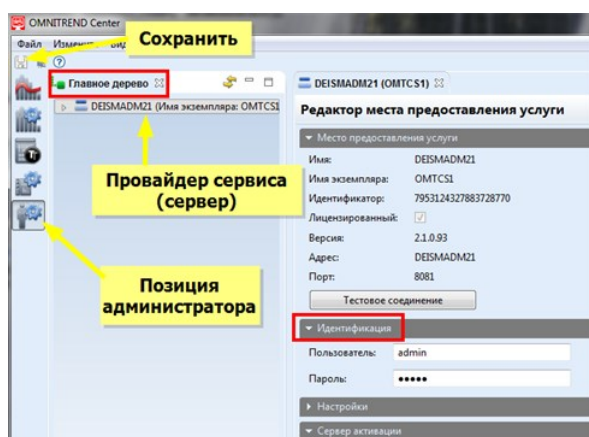 OMNITREND Center
Файл
Сохранить
Главное дерево
DEISMADM21 (Имя экземпляра: OMTCS1
Провайдер сервиса
(сервер)
Позиция
администратора
DEISMADM21 (OMTCS1)
Редактор места предоставления услуги
Место предоставления услуги
Имя: DEISMADM21
Имя экземпляра: OMTCS1
Идентификатор: 7953124327883728770
Лицензированный:
Версия: 2.1.0.93
Адрес: DEISMADM21
Порт: 8081
Тестовое соединение
Идентификация
Пользователь: admin
Пароль: •••••
Настройки
Сервер активации